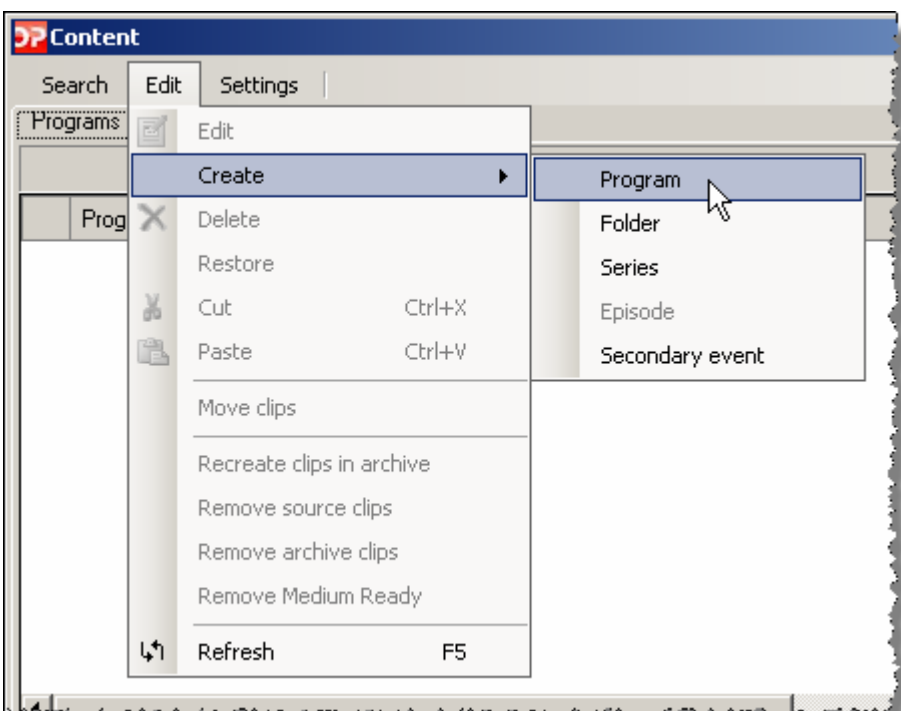 Content
Search Edit Settings
Programs
Edit
Create
Program
Prog
Delete
Folder
Restore
Series
Cut Ctrl+X
Episode
Paste Ctrl+V
Secondary event
Move clips
Recreate clips in archive
Remove source clips
Remove archive clips
Remove Medium Ready
Refresh F5